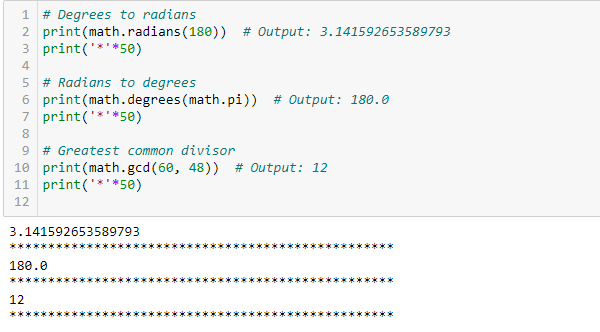 1 # Degrees to radians
2 print(math.radians(180))  # Output: 3.141592653589793
3 print('*'*50)
4
5 # Radians to degrees
6 print(math.degrees(math.pi))  # Output: 180.0
7 print('*'*50)
8
9 # Greatest common divisor
10 print(math.gcd(60, 48))  # Output: 12
11 print('*'*50)
12
3.141592653589793
**************************************************
180.0
**************************************************
12
**************************************************